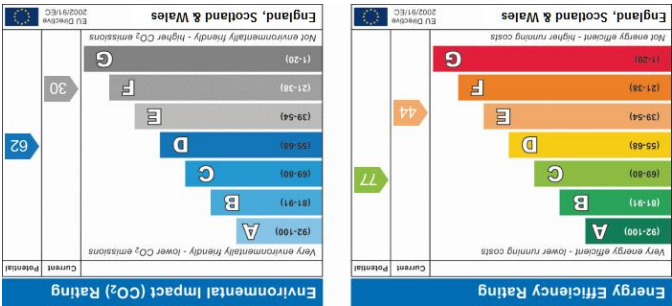 Energy Efficiency Rating
Current Potential
Very energy efficient - lower running costs
(92-100) A
(81-91) B
(69-80) C
(55-68) D
(39-54) E
(21-38) F
(1-20) G
Not energy efficient - higher running costs
77
44
England, Scotland & Wales
EU Directive
2002/91/EC
Environmental Impact (CO₂) Rating
Current Potential
Very environmentally friendly - lower CO₂ emissions
(92-100) A
(81-91) B
(69-80) C
(55-68) D
(39-54) E
(21-38) F
(1-20) G
Not environmentally friendly - higher CO₂ emissions
62
30
England, Scotland & Wales
EU Directive
2002/91/EC